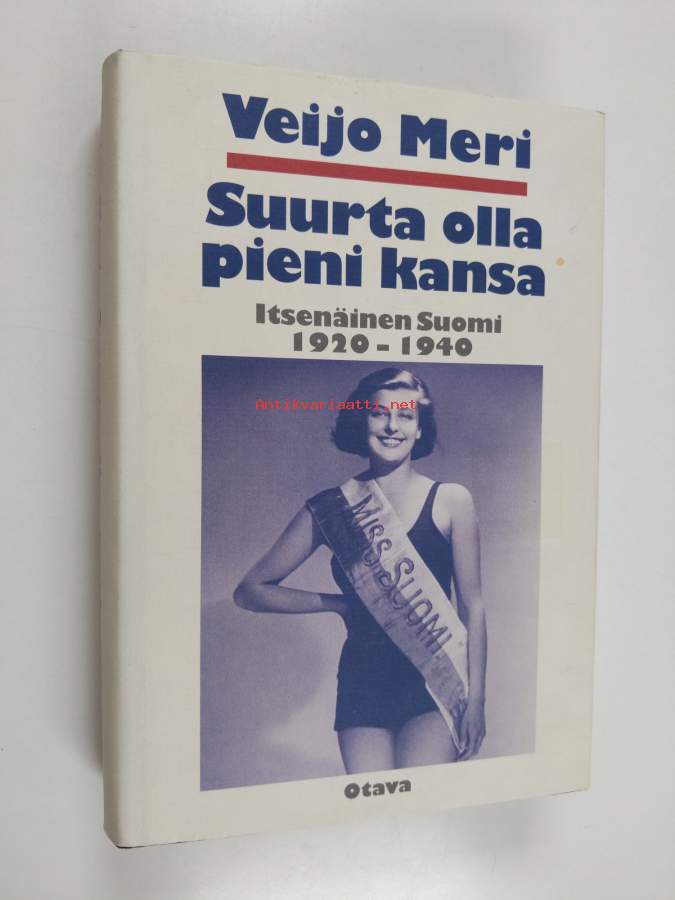 Veijo Meri
Suurta olla
pieni kansa
Itsenäinen Suomi
1920 – 1940
Antikvariaatti.net
MISS SUOMI
Otava